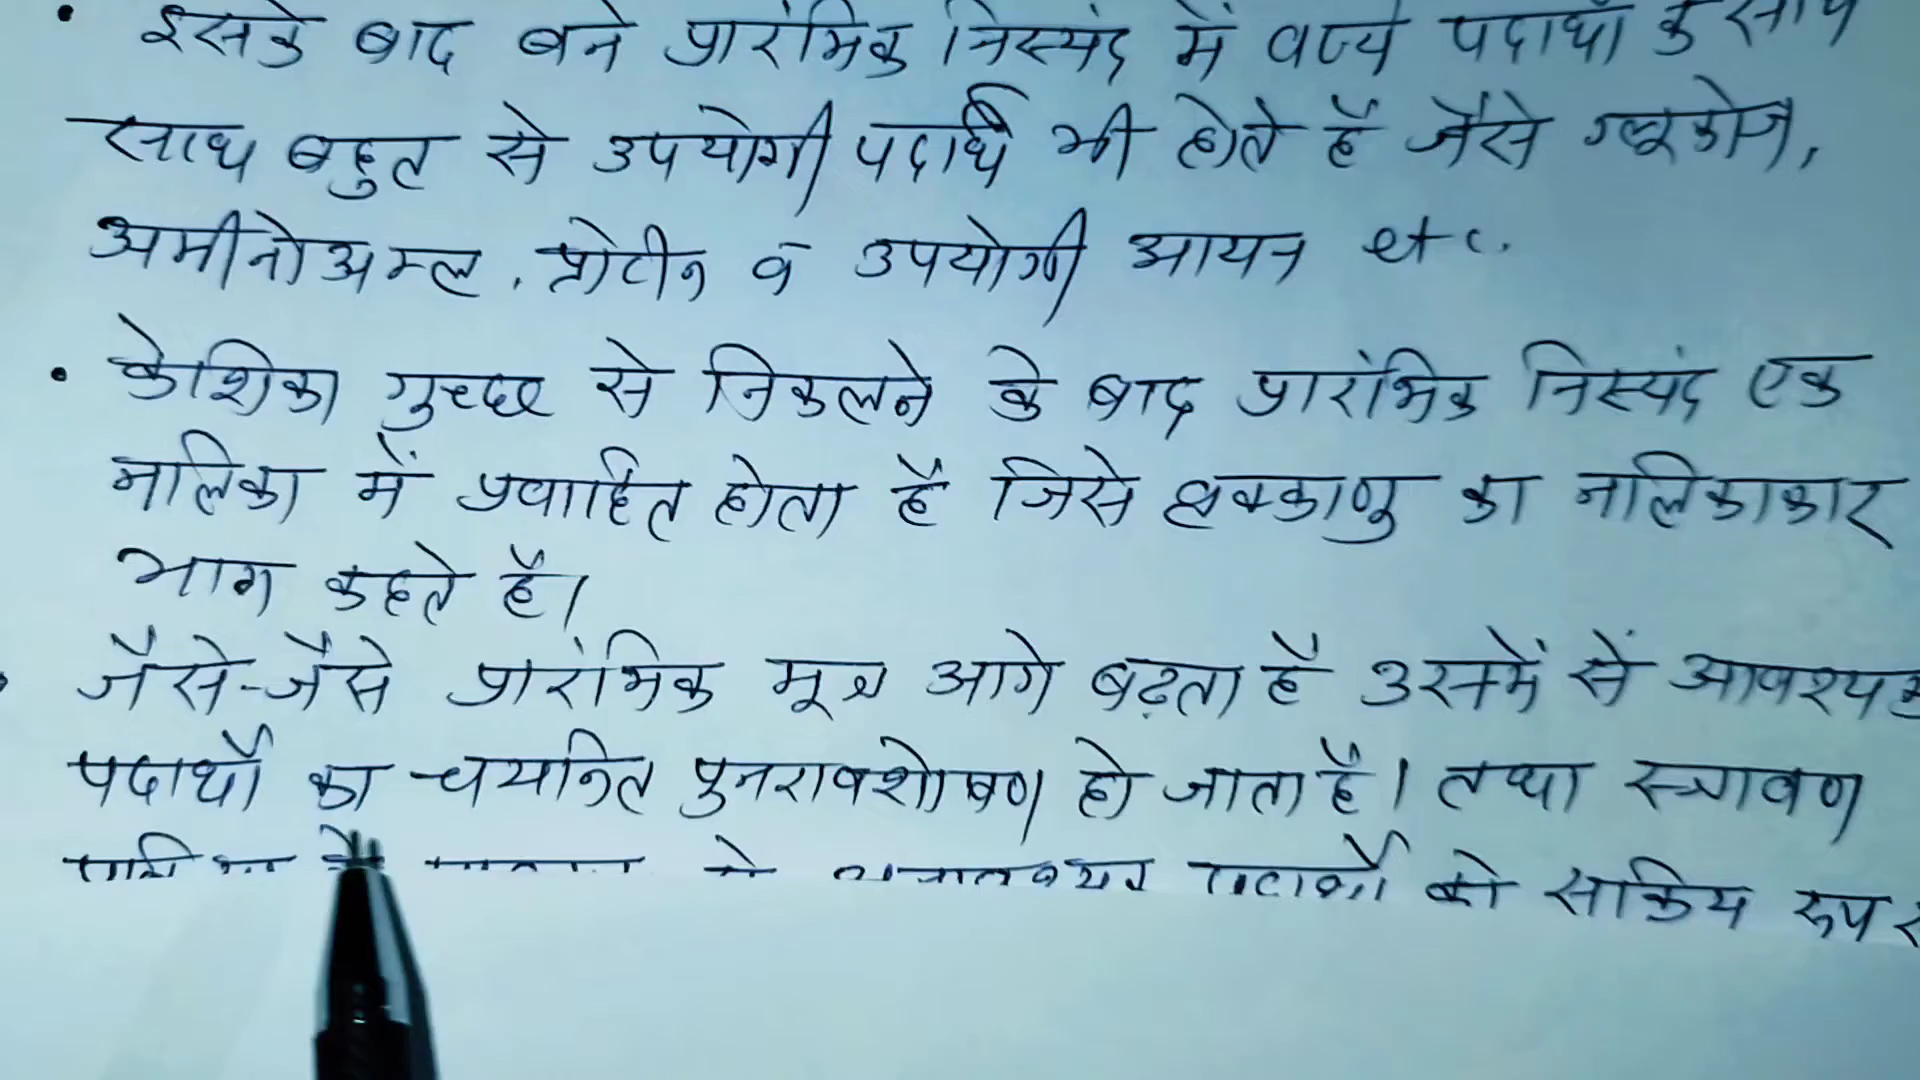 • इसके बाद बने प्रारंभिक निस्यंद में वर्ज्य पदार्थों के साथ
साथ बहुत से उपयोगी पदार्थ भी होते है जैसे ग्लूकोज,
अमीनोअम्ल, प्रोटीन व उपयोगी आयन etc.
• केशिका गुच्छ से निकलने के बाद प्रारंभिक निस्यंद एक
नलिका में प्रवाहित होता है जिसे वृक्काणु का नलिकाकार
भाग कहते है।
जैसे-जैसे प्रारंभिक मूत्र आगे बढ़ता है उसमें से आवश्यक
पदार्थों का चयनित पुनरावशोषण हो जाता है। तथा स्त्रावण
को सक्रिय रूप